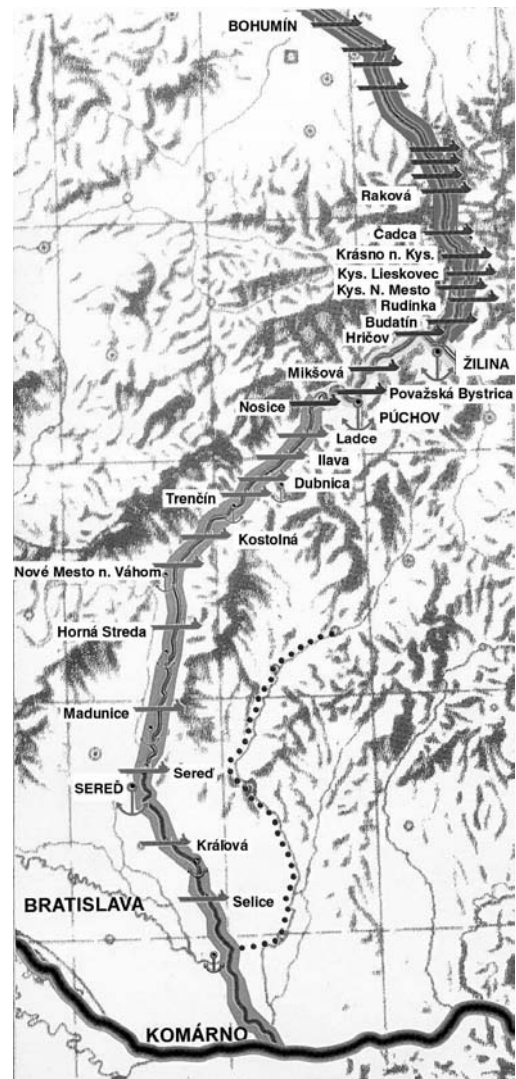 BOHUMÍN
Raková
Čadca
Krásno n. Kys.
Kys. Lieskovec
Kys. N. Mesto
Rudinka
Budatín
Hričov
ŽILINA
Mikšová
Považská Bystrica
Nosice
PÚCHOV
Ladce
Ilava
Dubnica
Trenčín
Kostolná
Nové Mesto n. Váhom
Horná Streda
Madunice
Sereď
SEREĎ
Kráľová
Selice
BRATISLAVA
KOMÁRNO